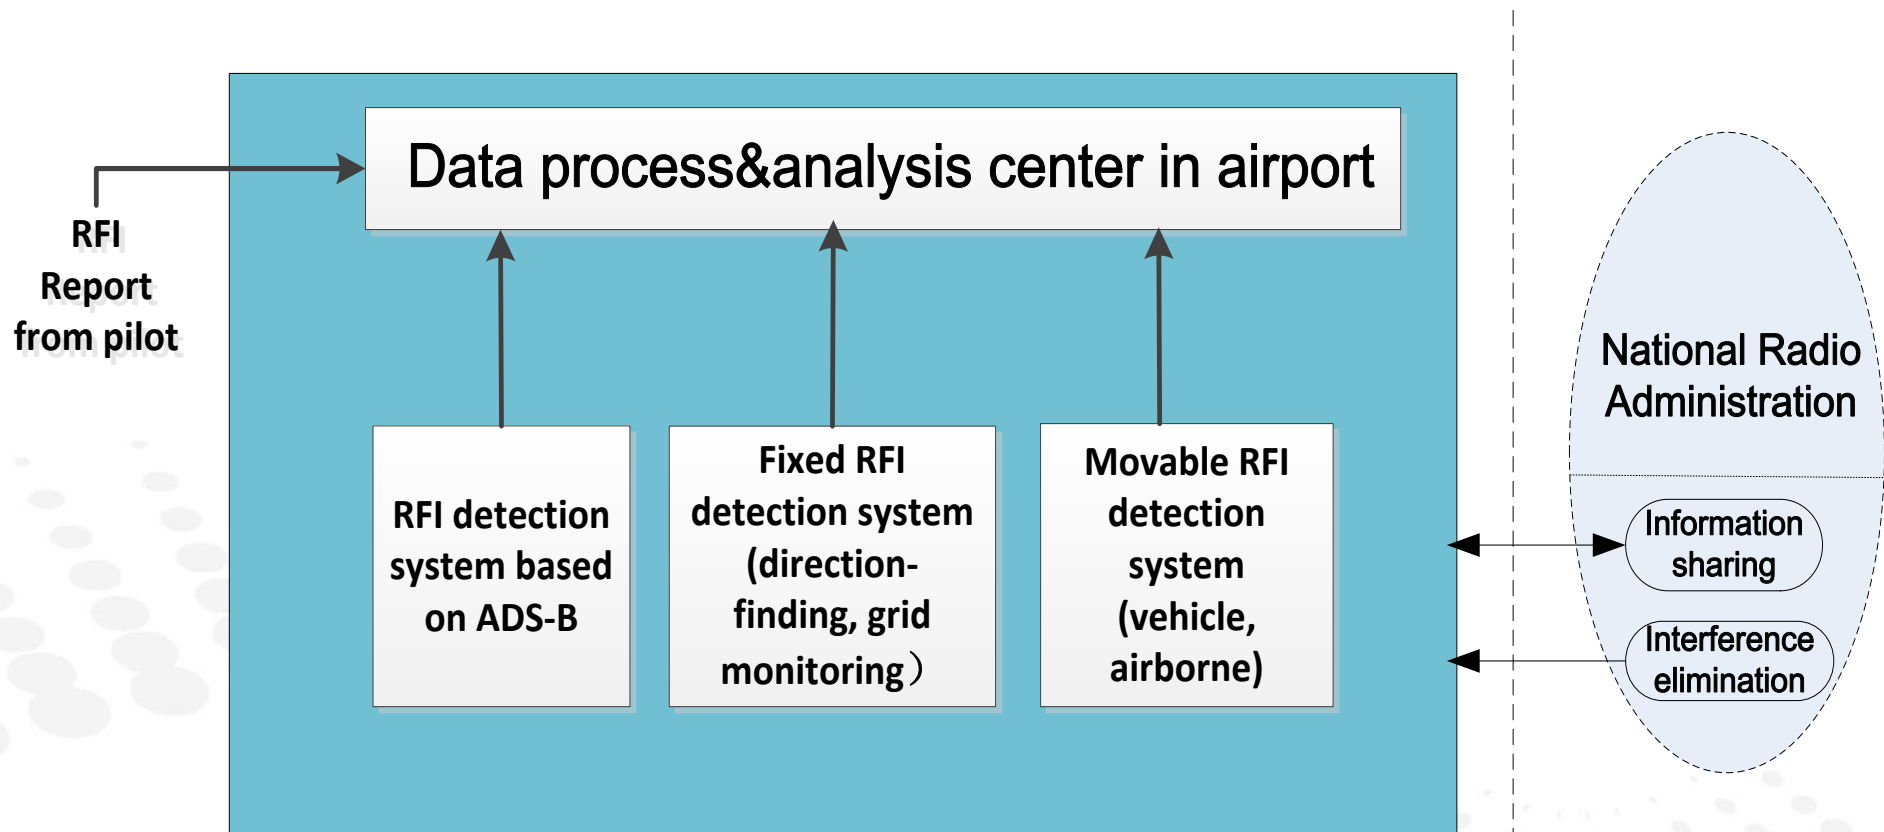 Data process&analysis center in airport
RFI
Report
from pilot
RFI detection
system based
on ADS-B
Fixed RFI
detection system
(direction-
finding, grid
monitoring）
Movable RFI
detection
system
(vehicle,
airborne)
National Radio
Administration
Information
sharing
Interference
elimination